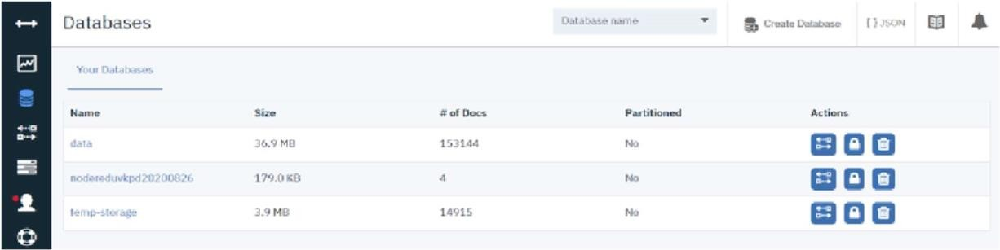 Databases
Database name
Create Database
{ } JSON
Your Databases
Name Size # of Docs Partitioned Actions
data 36.9 MB 153144 No
nodereduvkpd20200826 179.0 KB 4 No
temp-storage 3.9 MB 14915 No